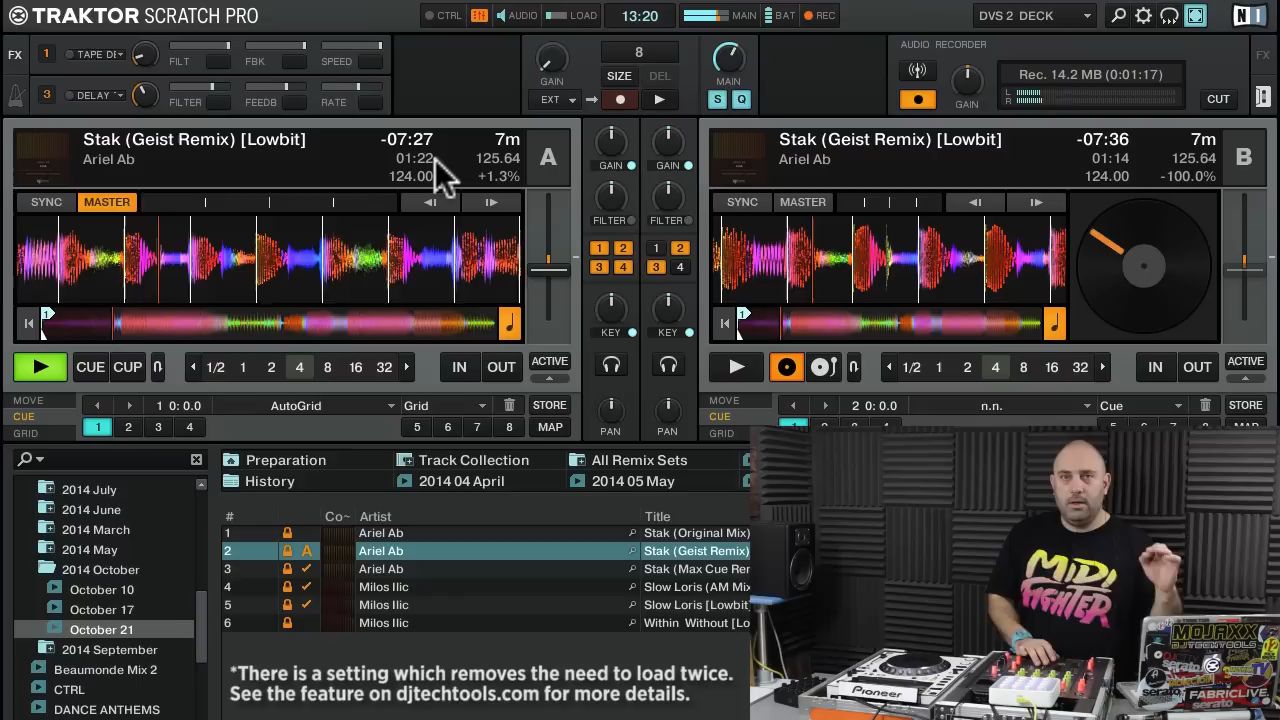 TRAKTOR SCRATCH PRO
CTRL AUDIO LOAD 13:20 MAIN BAT REC DVS 2 DECK
FX 1 TAPE DE FILT FBK SPEED
3 DELAY FILTER FEEDB RATE
GAIN 8 SIZE DEL MAIN
EXT S Q
AUDIO RECORDER
Rec. 14.2 MB (0:01:17)
L
R
GAIN CUT
FX
Stak (Geist Remix) [Lowbit] -07:27 7m A
Ariel Ab 01:22 125.64
124.00 +1.3%
SYNC MASTER
1
CUE CUP 1/2 1 2 4 8 16 32 IN OUT ACTIVE
MOVE
CUE 1 0: 0.0 AutoGrid Grid STORE
GRID 1 2 3 4 5 6 7 8 MAP
GAIN GAIN
FILTER FILTER
1 2 1 2
3 4 3 4
KEY KEY
PAN PAN
Stak (Geist Remix) [Lowbit] -07:36 7m B
Ariel Ab 01:14 125.64
124.00 -100.0%
SYNC MASTER
1
1/2 1 2 4 8 16 32 IN OUT ACTIVE
MOVE
CUE 2 0: 0.0 n.n. Cue STORE
GRID
2014 July
2014 June
2014 March
2014 May
2014 October
October 10
October 17
October 21
2014 September
Beaumonde Mix 2
CTRL
DANCE ANTHEMS
Preparation Track Collection All Remix Sets
History 2014 04 April 2014 05 May
# Co~ Artist Title
1 Ariel Ab Stak (Original Mix)
2 A Ariel Ab Stak (Geist Remix)
3 Ariel Ab Stak (Max Cue Rem
4 Milos Ilic Slow Loris (AM Mix
5 Milos Ilic Slow Loris [Lowbit
6 Milos Ilic Within Without [Lo
*There is a setting which removes the need to load twice.
See the feature on djtechtools.com for more details.
MIDI
FIGHTER
Pioneer
MOJAXX
DJTECHTOOLS
serato
FABRICLIVE.
serato